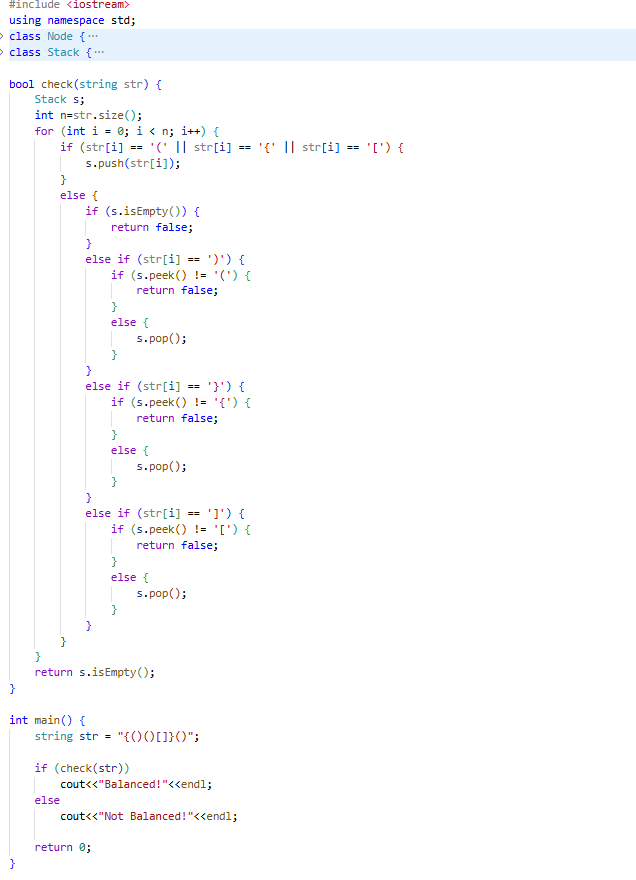 #include <iostream>
using namespace std;
class Node {···
class Stack {···
bool check(string str) {
    Stack s;
    int n=str.size();
    for (int i = 0; i < n; i++) {
        if (str[i] == '(' || str[i] == '{' || str[i] == '[') {
            s.push(str[i]);
        }
        else {
            if (s.isEmpty()) {
                return false;
            }
            else if (str[i] == ')') {
                if (s.peek() != '(') {
                    return false;
                }
                else {
                    s.pop();
                }
            }
            else if (str[i] == '}') {
                if (s.peek() != '{') {
                    return false;
                }
                else {
                    s.pop();
                }
            }
            else if (str[i] == ']') {
                if (s.peek() != '[') {
                    return false;
                }
                else {
                    s.pop();
                }
            }
        }
    }
    return s.isEmpty();
}
int main() {
    string str = "{()()[]}()";
    if (check(str))
        cout<<"Balanced!"<<endl;
    else
        cout<<"Not Balanced!"<<endl;
    return 0;
}